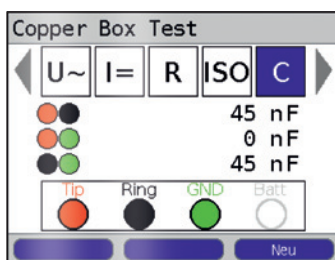 Copper Box Test
U~ I= R ISO C
45 nF
0 nF
45 nF
Tip Ring GND Batt
Neu